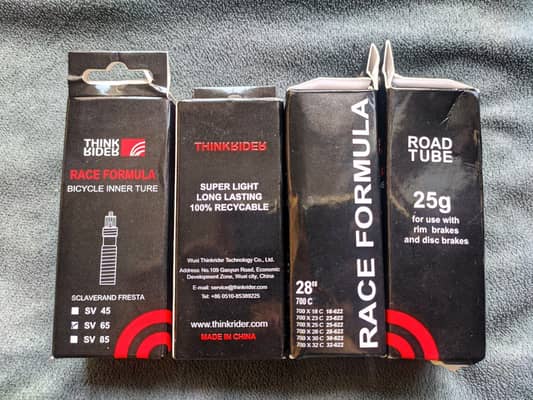 THINK
RIDER
RACE FORMULA
BICYCLE INNER TURE
SCLAVERAND FRESTA
SV 45
SV 65
SV 85
THINKRIDER
SUPER LIGHT
LONG LASTING
100% RECYCABLE
Wuxi Thinkrider Technology Co., Ltd.
Address: No.109 Ganyun Road, Economic
Development Zone, Wuxi city, China
E-mail: service@thinkrider.com
Tel: +86 0510-85389225
www.thinkrider.com
MADE IN CHINA
RACE FORMULA
28"
700 C
700 X 18 C 18-622
700 X 23 C 23-622
700 X 25 C 25-622
700 X 28 C 28-622
700 X 30 C 30-622
700 X 32 C 32-622
ROAD
TUBE
25g
for use with
rim brakes
and disc brakes